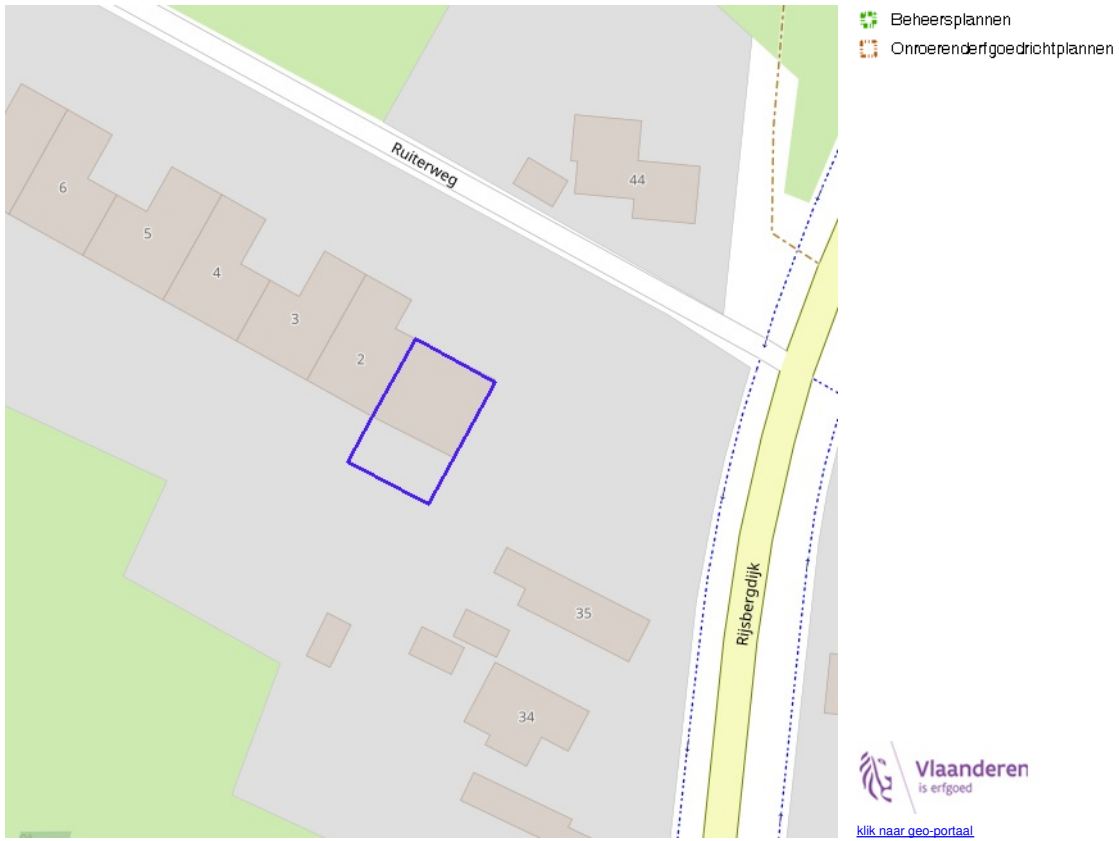 Beheersplannen
Onroerenderfgoedrichtplannen
Ruiterweg
44
6
5
4
3
2
35
Rijsbergdijk
34
Vlaanderen
is erfgoed
klik naar geo-portaal